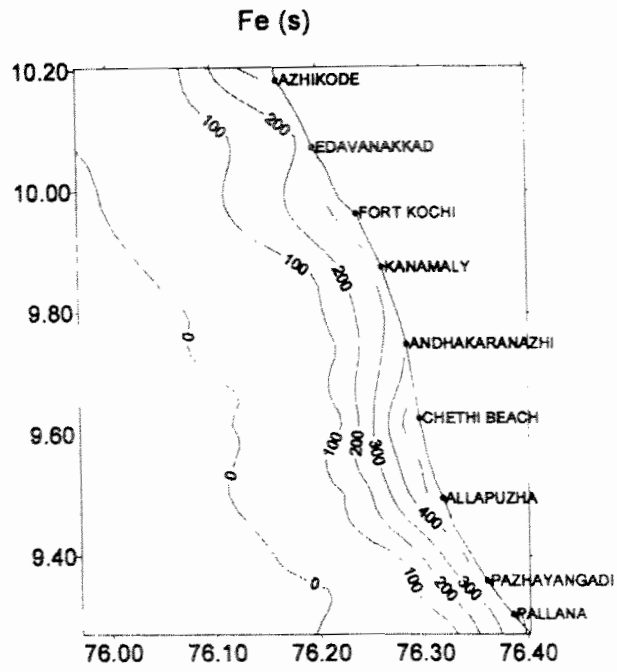 Fe (s)
10.20
AZHIKODE
100
200
EDAVANAKKAD
10.00
FORT KOCHI
100
200
KANAMALY
9.80
0
ANDHAKARANAZHI
9.60
CHETHI BEACH
100
200
300
0
ALLAPUZHA
400
9.40
0
100
200
300
PAZHAYANGADI
PALLANA
76.00 76.10 76.20 76.30 76.40